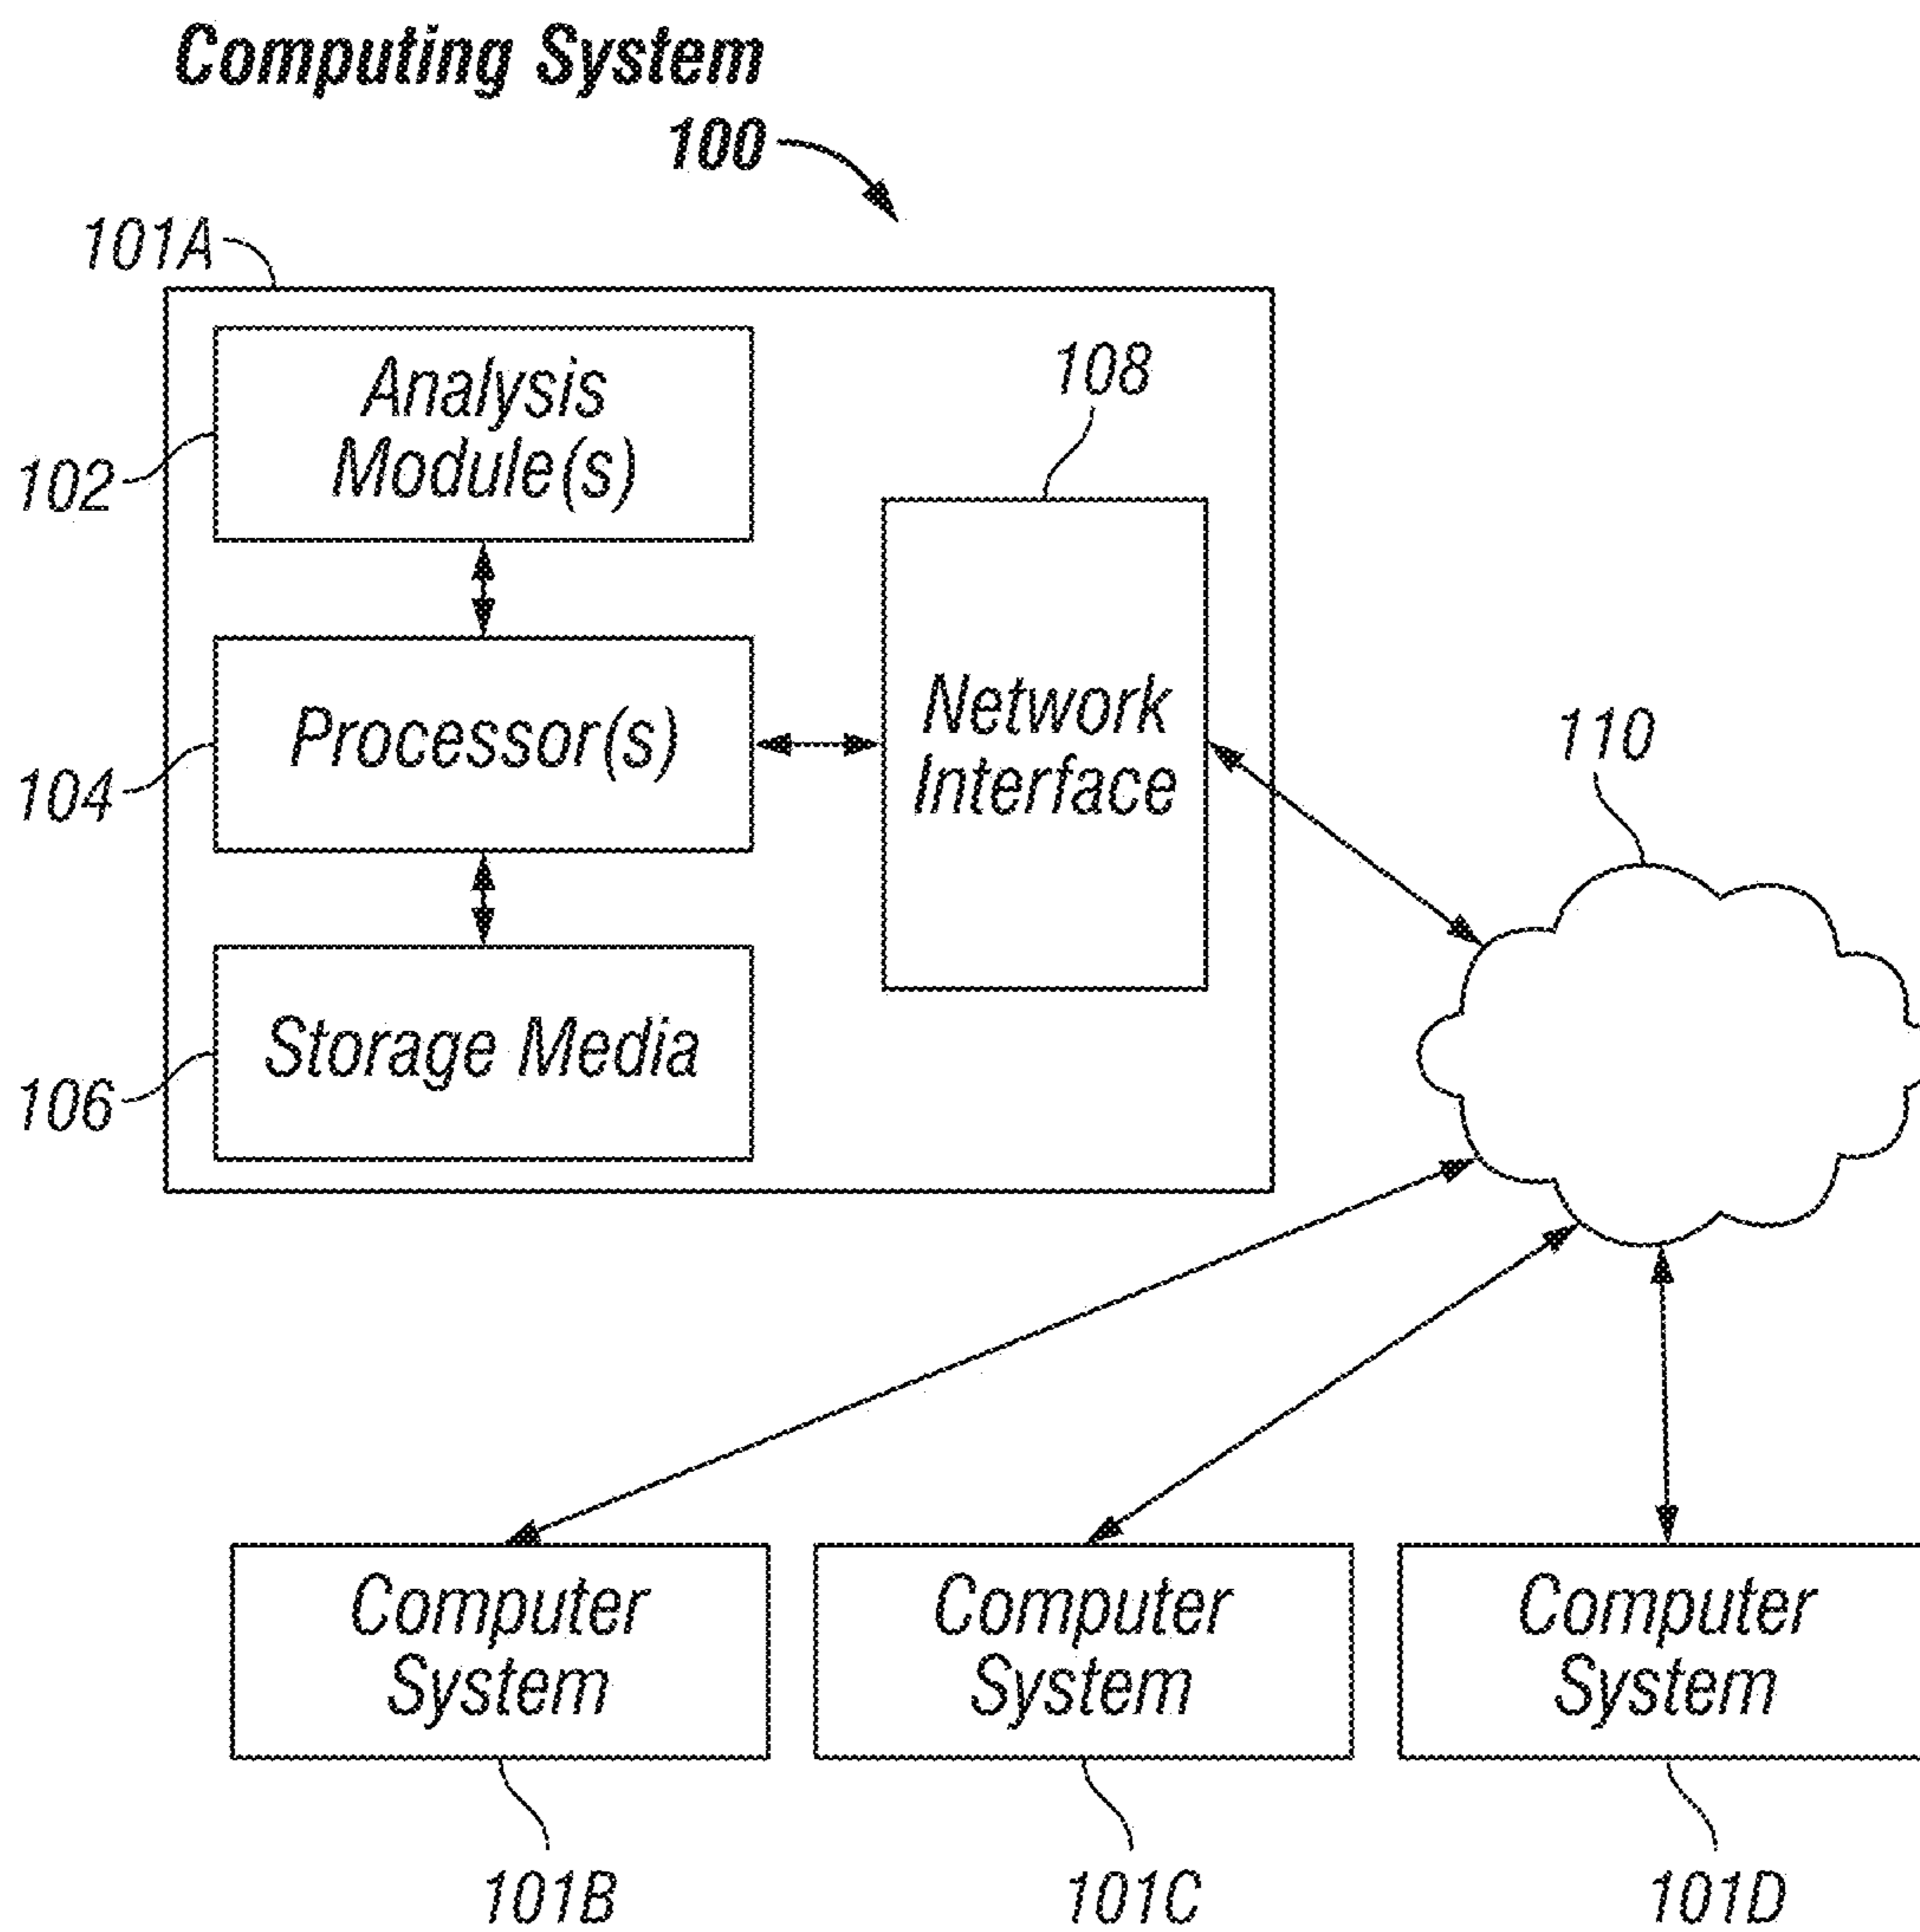 Computing System
100
101A
Analysis
Module(s)
102
108
Processor(s)
104
Network
Interface
110
Storage Media
106
Computer
System
Computer
System
Computer
System
101B
101C
101D